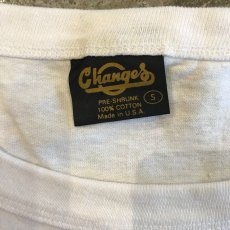 Changes
PRE-SHRUNK
100% COTTON
Made in U.S.A.
S